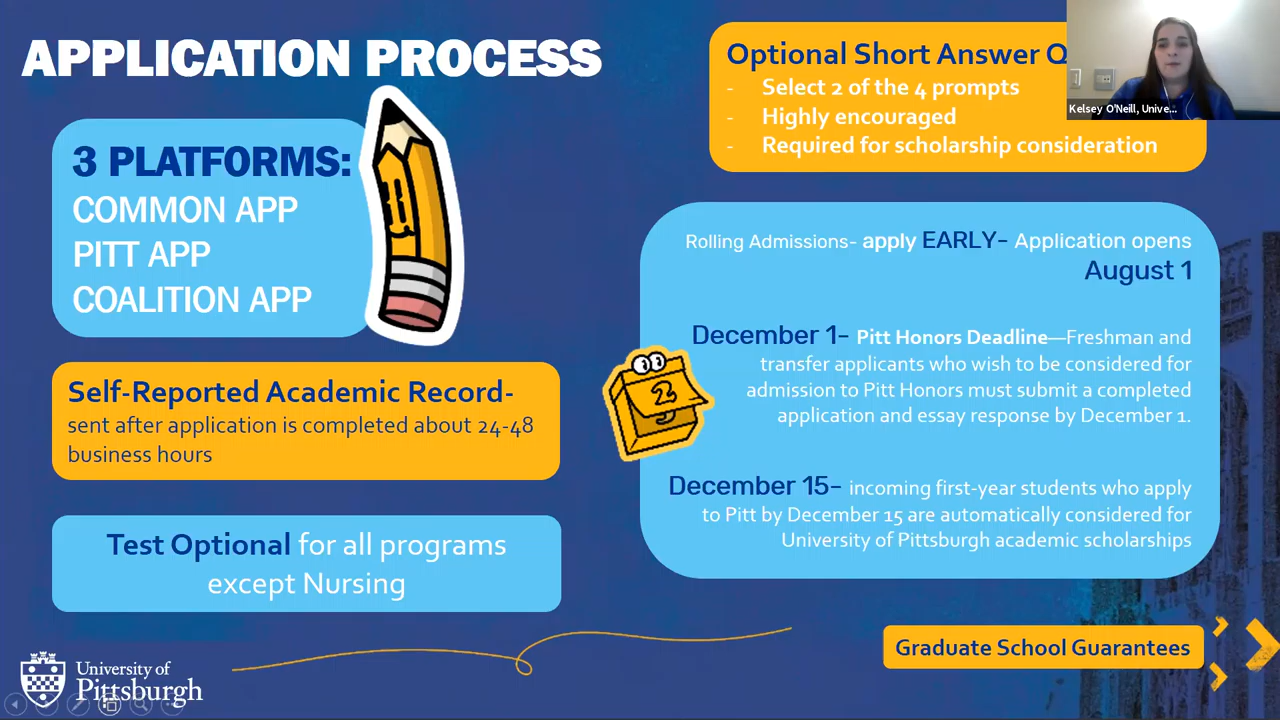 APPLICATION PROCESS
3 PLATFORMS:
COMMON APP
PITT APP
COALITION APP
Self-Reported Academic Record-
sent after application is completed about 24-48
business hours
Test Optional for all programs
except Nursing
University of
Pittsburgh
Optional Short Answer Q
- Select 2 of the 4 prompts
- Highly encouraged
- Required for scholarship consideration
Kelsey O'Neill, Unive...
Rolling Admissions- apply EARLY- Application opens
August 1
December 1- Pitt Honors Deadline—Freshman and
transfer applicants who wish to be considered for
admission to Pitt Honors must submit a completed
application and essay response by December 1.
2
December 15- incoming first-year students who apply
to Pitt by December 15 are automatically considered for
University of Pittsburgh academic scholarships
Graduate School Guarantees